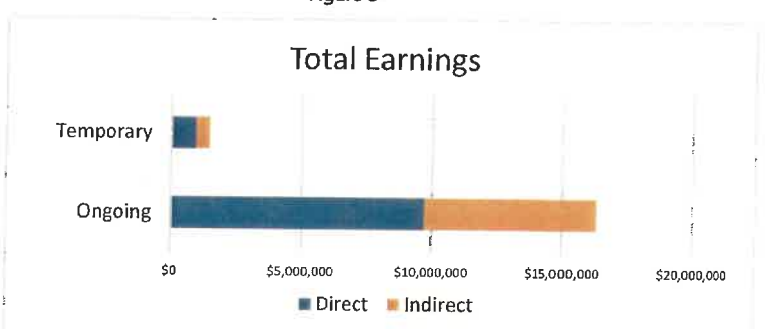 Total Earnings
Temporary
Ongoing
$0 $5,000,000 $10,000,000 $15,000,000 $20,000,000
Direct Indirect